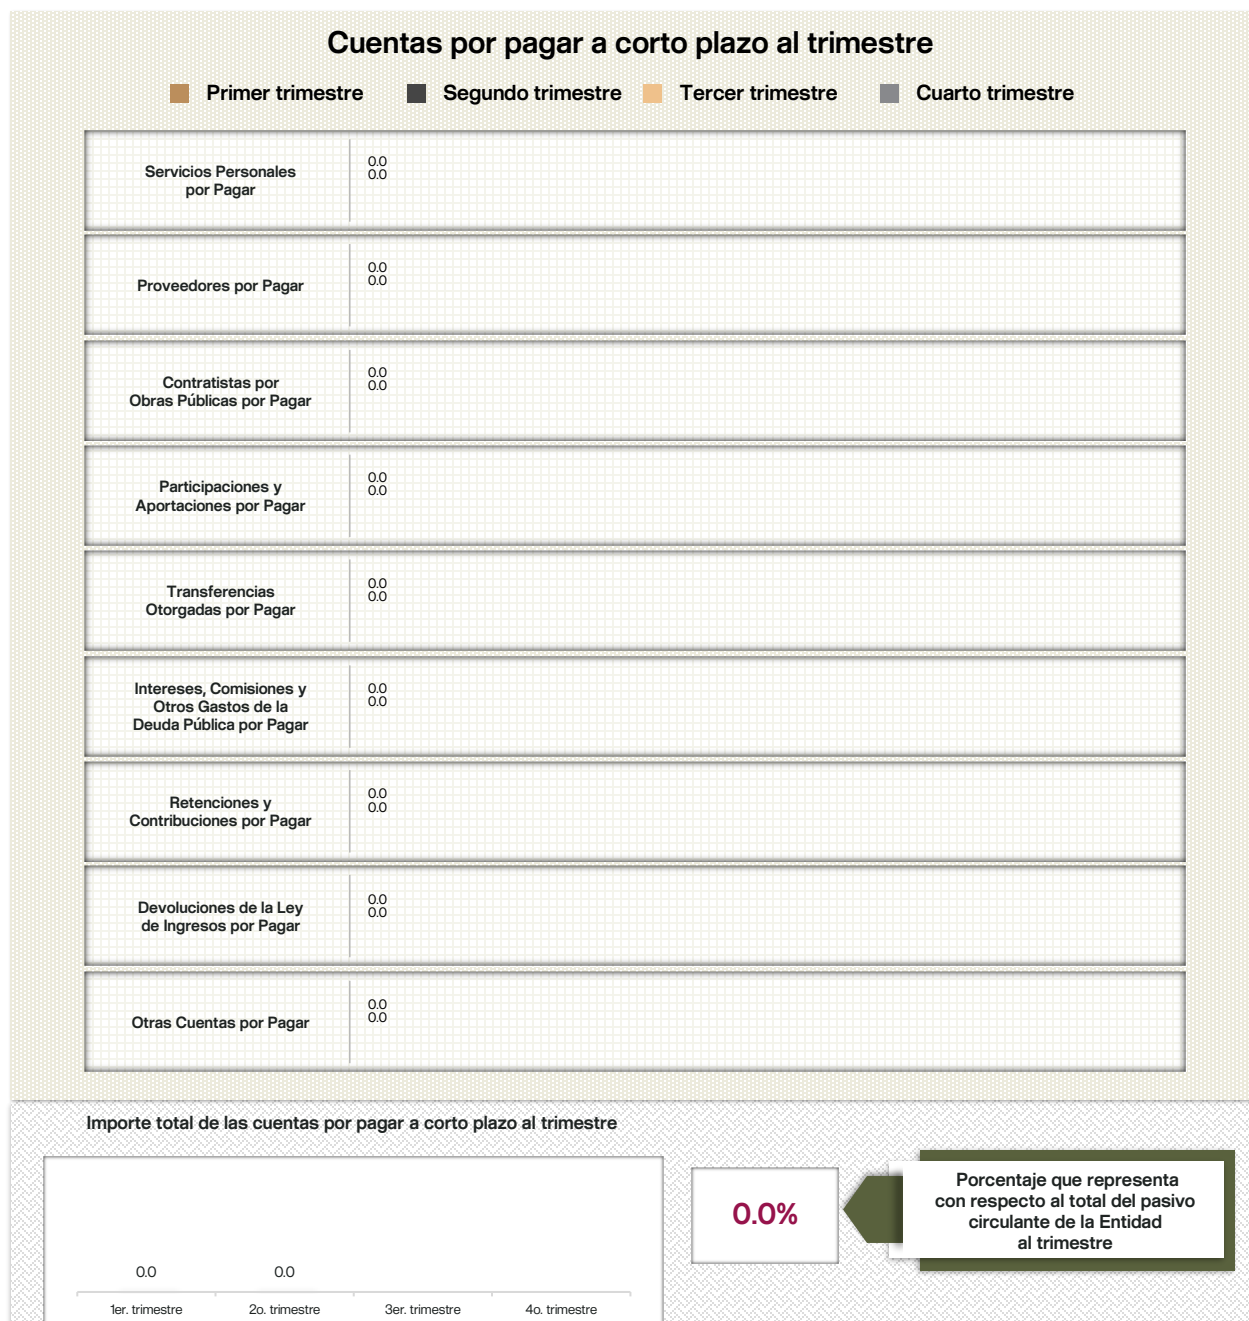 Cuentas por pagar a corto plazo al trimestre
Primer trimestre
Segundo trimestre
Tercer trimestre
Cuarto trimestre
Servicios Personales
por Pagar
0.0
0.0
Proveedores por Pagar
0.0
0.0
Contratistas por
Obras Públicas por Pagar
0.0
0.0
Participaciones y
Aportaciones por Pagar
0.0
0.0
Transferencias
Otorgadas por Pagar
0.0
0.0
Intereses, Comisiones y
Otros Gastos de la
Deuda Pública por Pagar
0.0
0.0
Retenciones y
Contribuciones por Pagar
0.0
0.0
Devoluciones de la Ley
de Ingresos por Pagar
0.0
0.0
Otras Cuentas por Pagar
0.0
0.0
Importe total de las cuentas por pagar a corto plazo al trimestre
0.0
0.0
1er. trimestre
2o. trimestre
3er. trimestre
4o. trimestre
0.0%
Porcentaje que representa
con respecto al total del pasivo
circulante de la Entidad
al trimestre